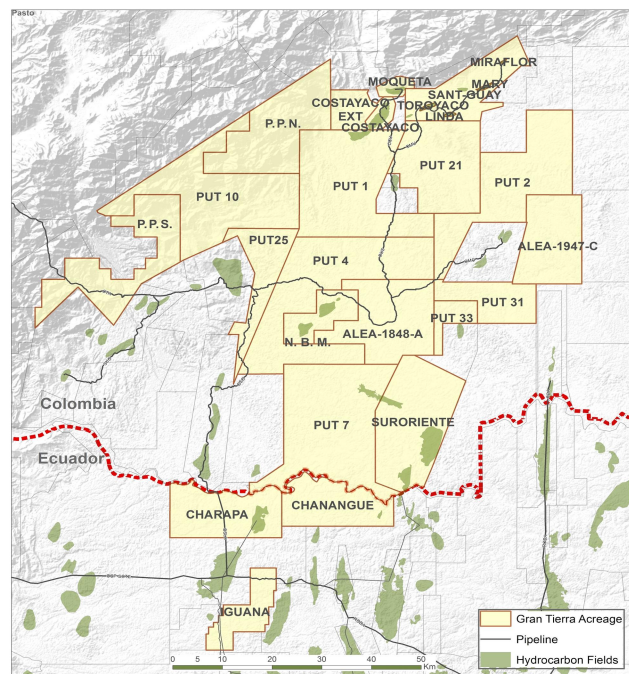 Pasto
MIRAFLOR
MOQUETA
MARY
SANT-GUAY
COSTAYACO
EXT
TOROYACO
LINDA
COSTAYACO
P.P.N.
PUT 21
PUT 1
PUT 2
PUT 10
P.P.S.
PUT25
PUT 4
ALEA-1947-C
PUT 31
PUT 33
N. B. M.
ALEA-1848-A
Colombia
PUT 7
SURORIENTE
Ecuador
CHARAPA
CHANANGUE
IGUANA
Gran Tierra Acreage
Pipeline
Hydrocarbon Fields
0 5 10 20 30 40 50
Km